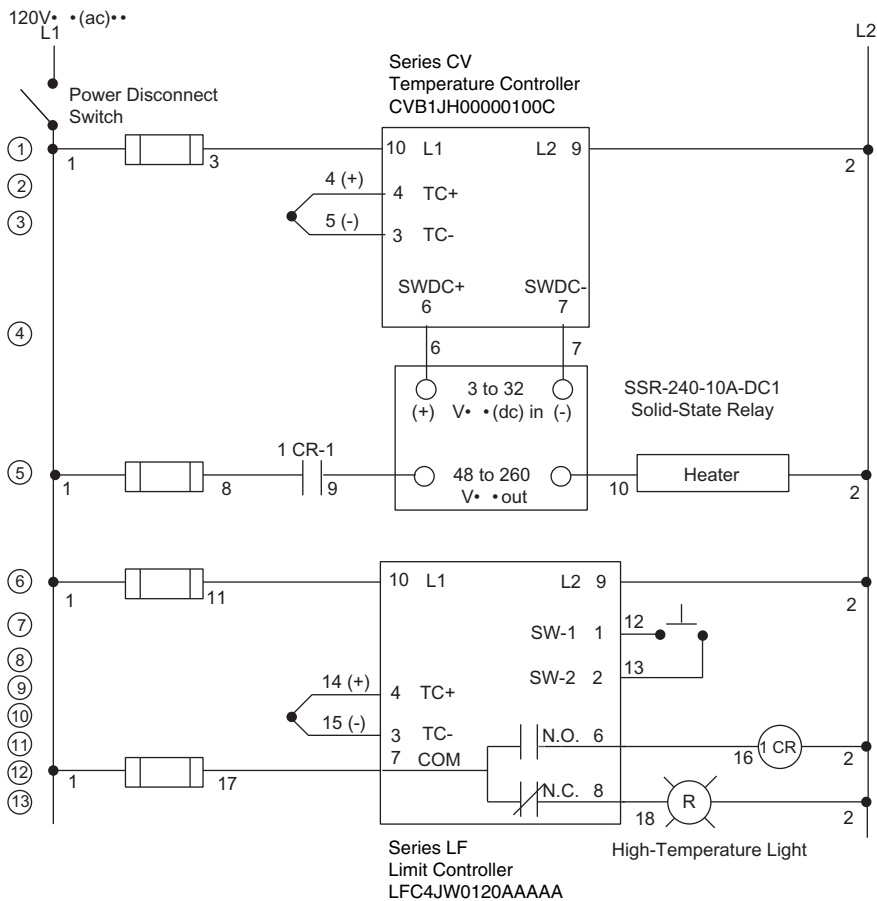 120V• •(ac)••
L1
L2
Series CV
Temperature Controller
CVB1JH00000100C
Power Disconnect
Switch
1
1
3
10 L1
L2 9
2
2
4 (+)
4 TC+
3
5 (-)
3 TC-
SWDC+
6
SWDC-
7
4
6
7
3 to 32
V• •(dc) in
(+)
(-)
SSR-240-10A-DC1
Solid-State Relay
5
1
8
1 CR-1
9
48 to 260
V• •out
10
Heater
2
6
1
11
10 L1
L2 9
2
7
SW-1 1
12
8
SW-2 2
13
9
14 (+)
4 TC+
10
15 (-)
3 TC-
11
7 COM
N.O. 6
16
1 CR
2
12
1
17
13
N.C. 8
18
R
2
High-Temperature Light
Series LF
Limit Controller
LFC4JW0120AAAAA